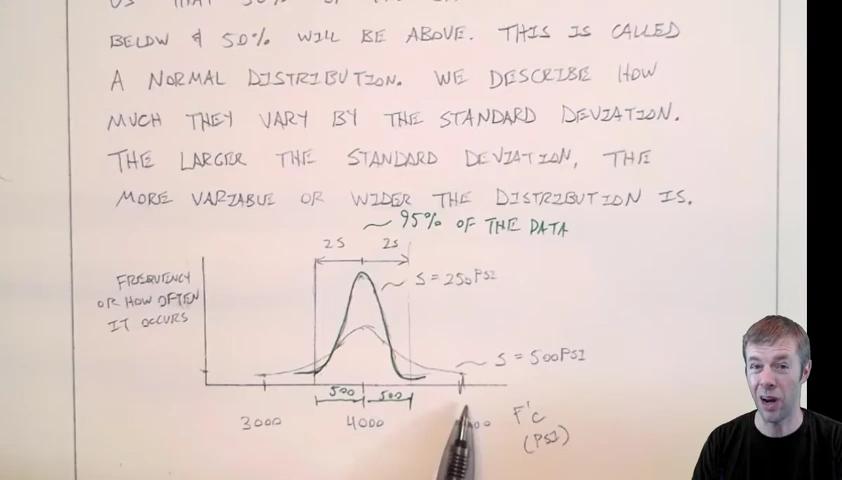 BELOW & 50% WILL BE ABOVE. THIS IS CALLED
A NORMAL DISTRIBUTION. WE DESCRIBE HOW
MUCH THEY VARY BY THE STANDARD DEVIATION.
THE LARGER THE STANDARD DEVIATION, THE
MORE VARIABLE OR WIDER THE DISTRIBUTION IS.
~ 95% OF THE DATA
2S 2S
FREQUENCY
OR HOW OFTEN
IT OCCURS
S = 250 PSI
S = 500 PSI
500 500
3000 4000
F'c
(PSI)